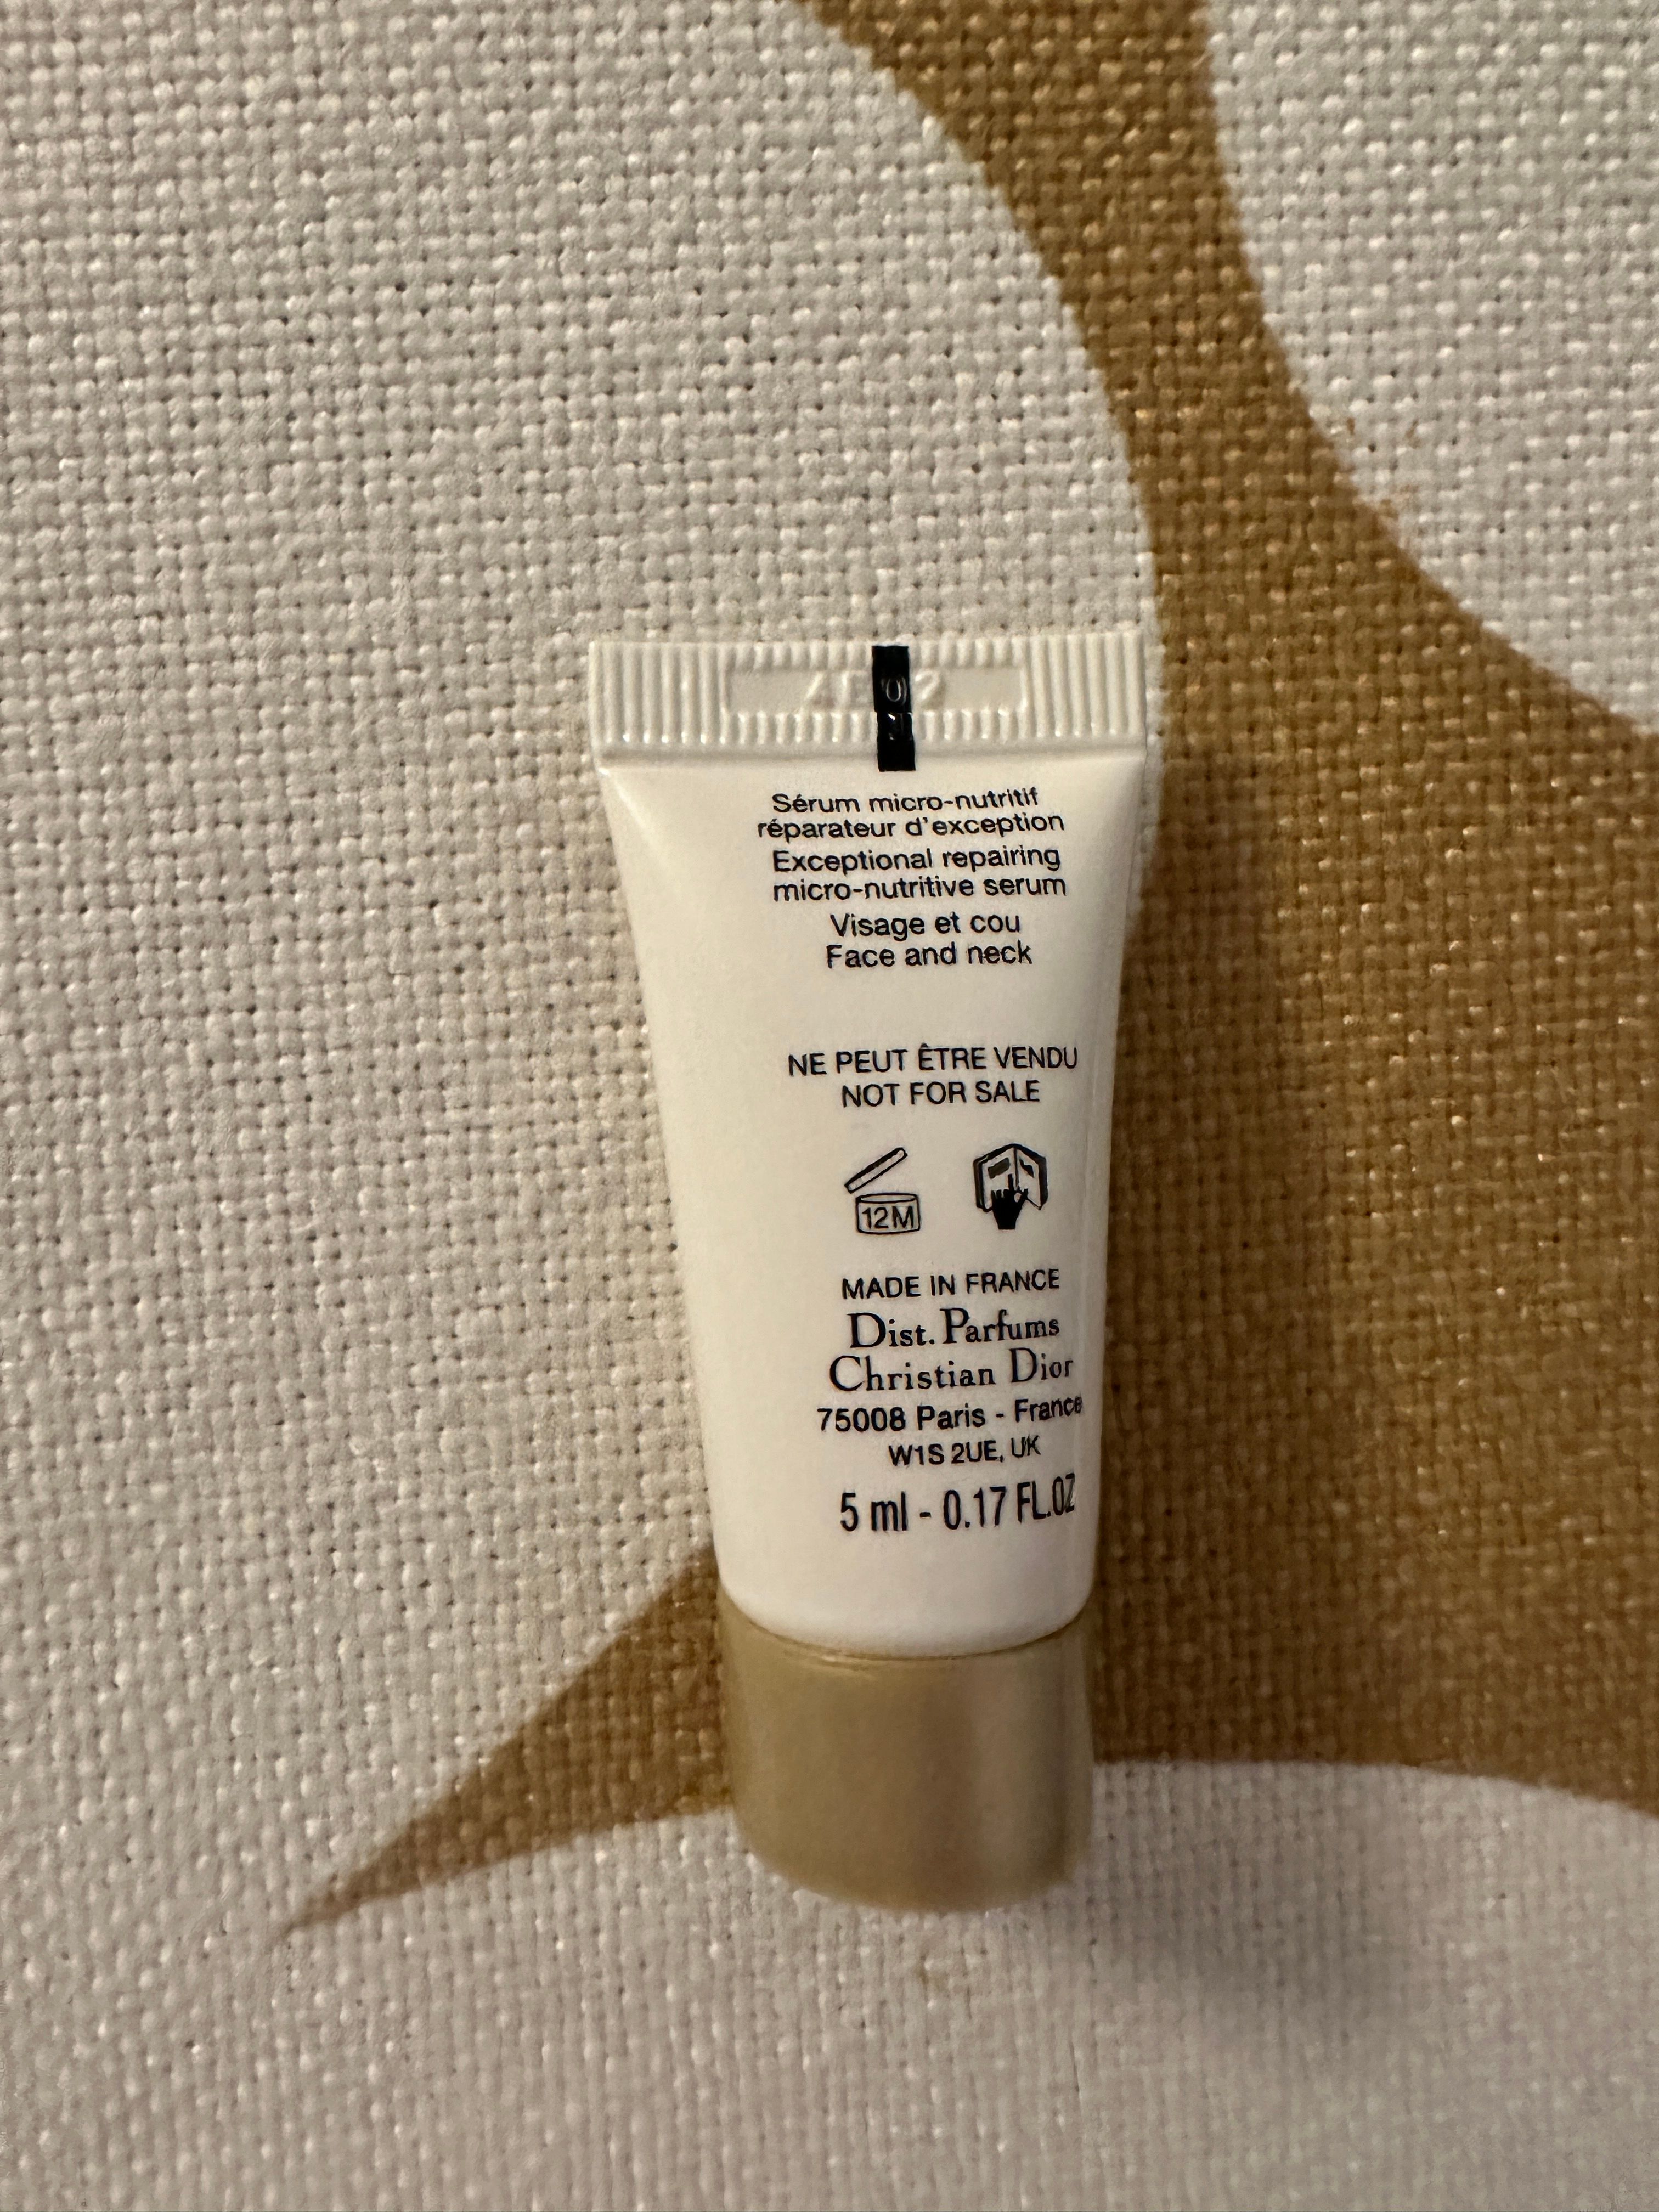 Sérum micro-nutritif
réparateur d'exception
Exceptional repairing
micro-nutritive serum
Visage et cou
Face and neck
NE PEUT ÊTRE VENDU
NOT FOR SALE
12M
MADE IN FRANCE
Dist. Parfums
Christian Dior
75008 Paris - France
W1S 2UE, UK
5 ml - 0.17 FL.OZ